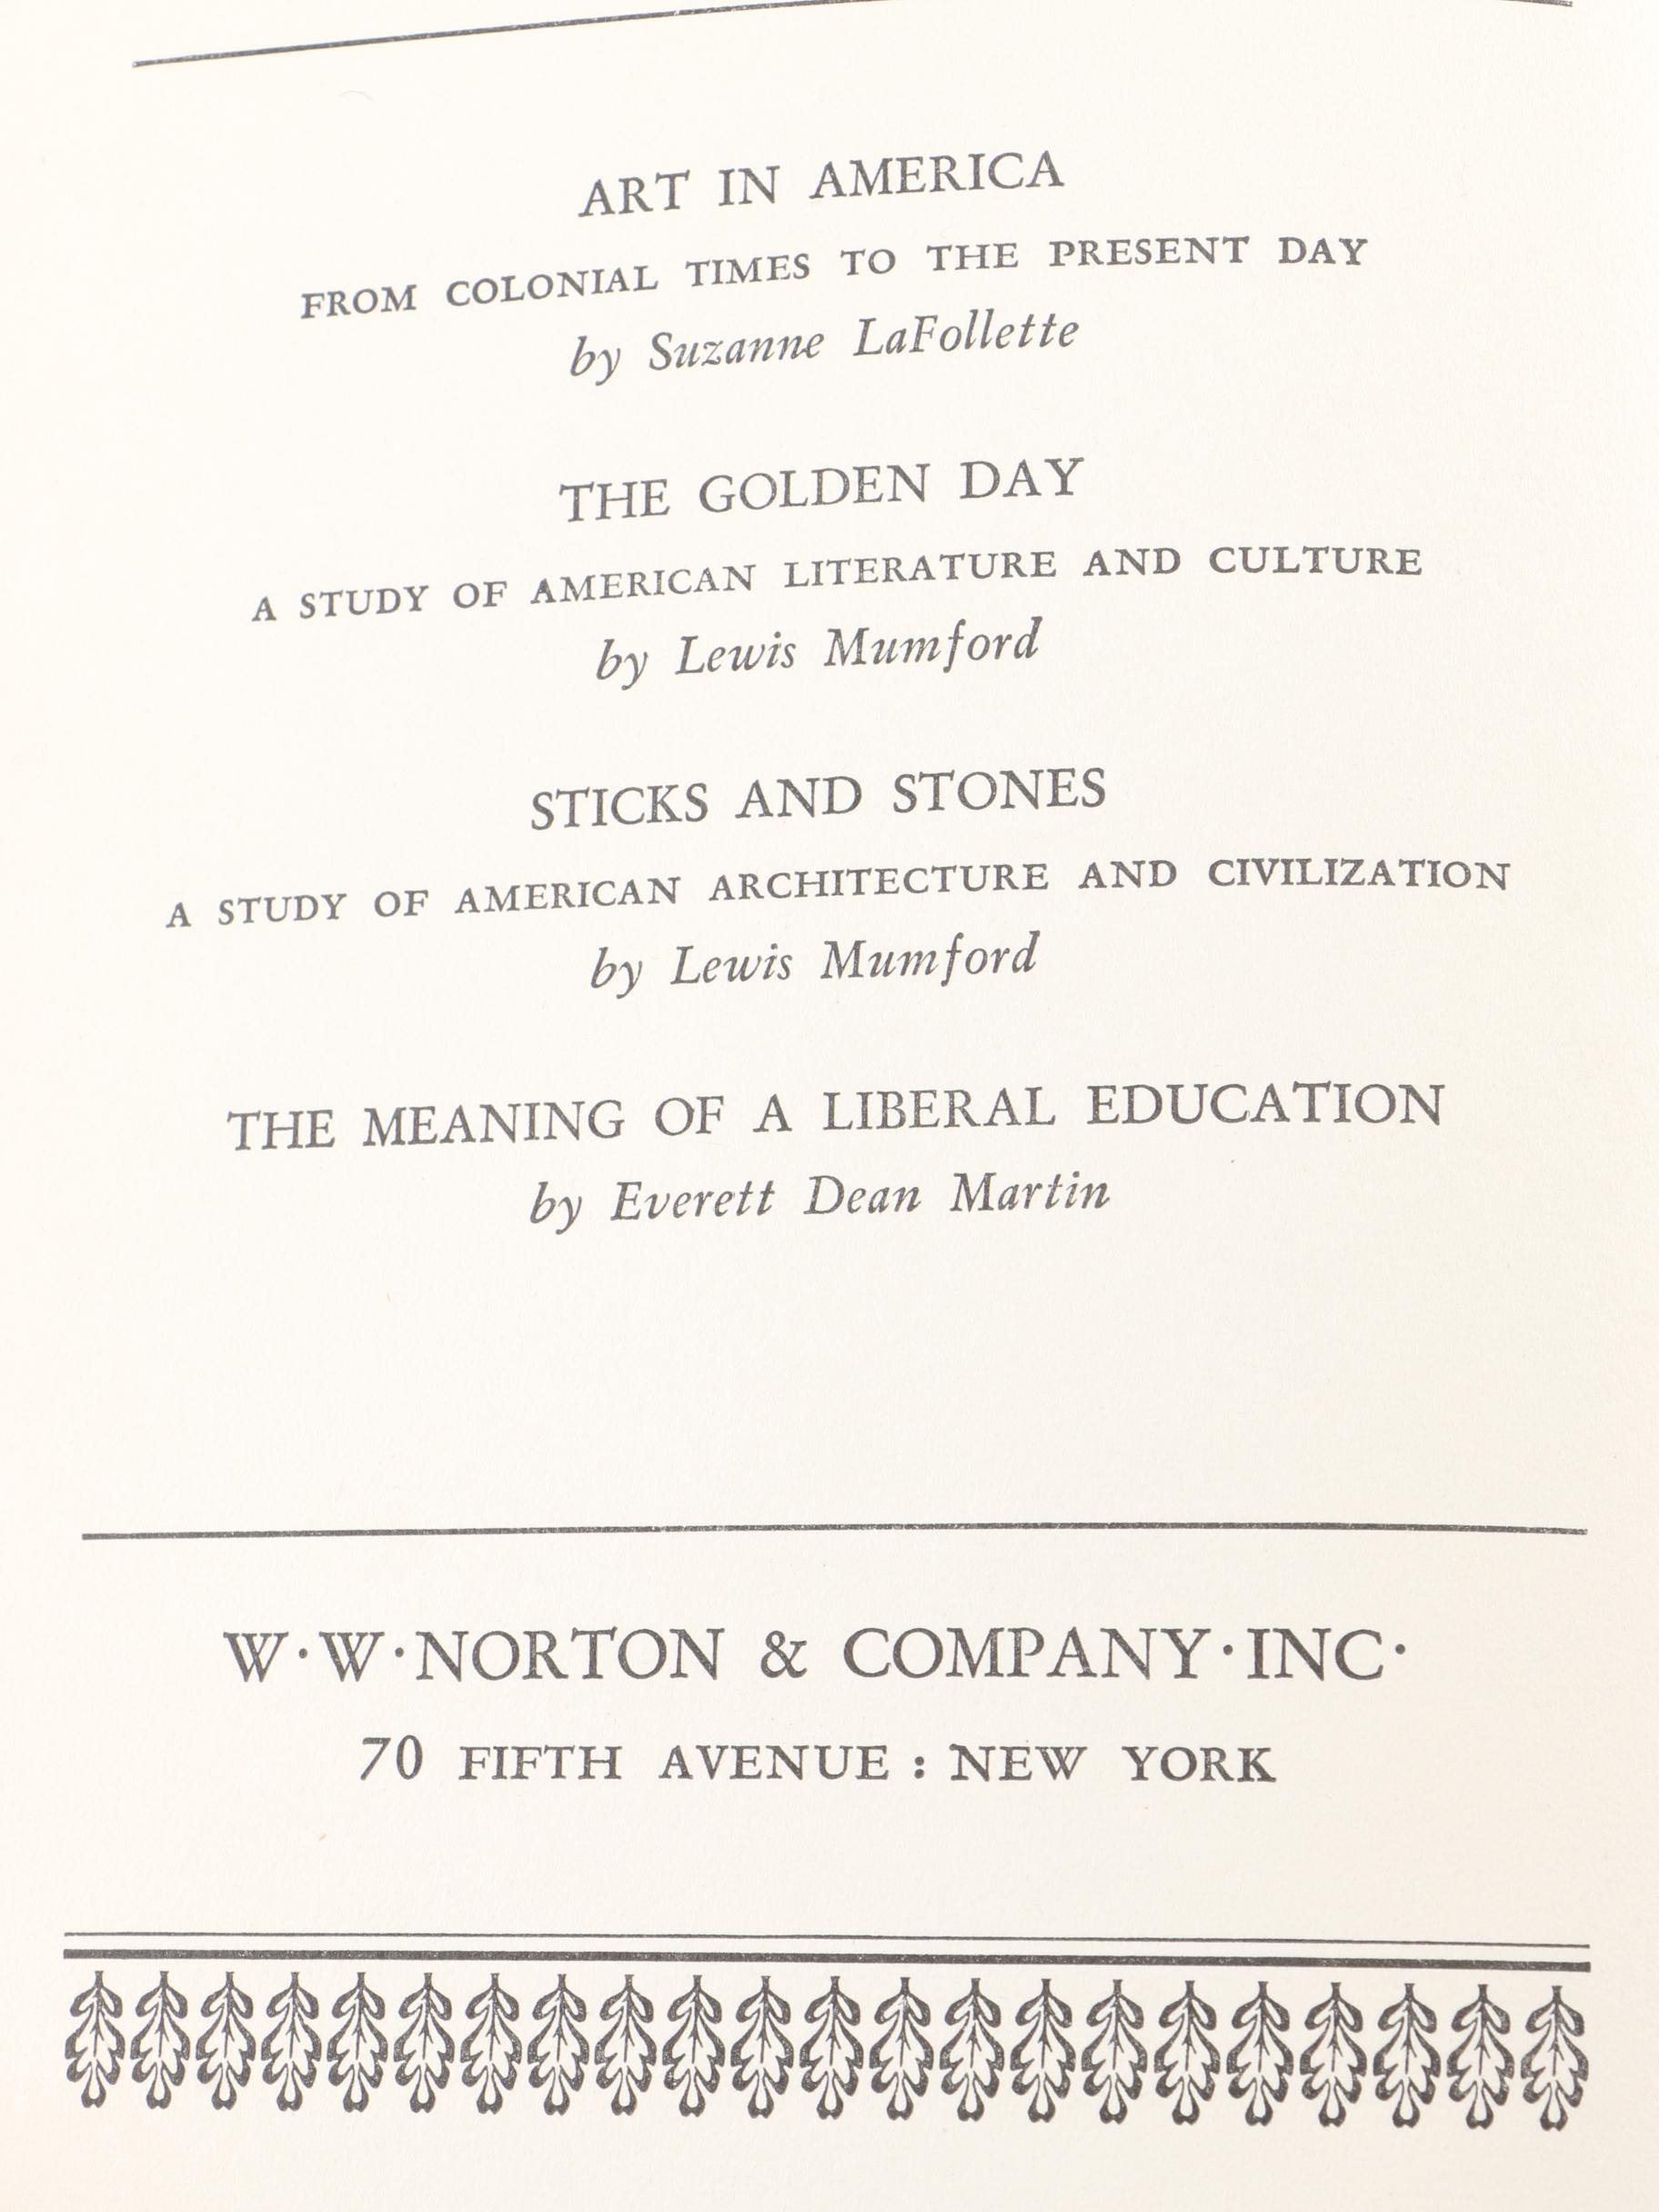 ART IN AMERICA
FROM COLONIAL TIMES TO THE PRESENT DAY
by Suzanne LaFollette
THE GOLDEN DAY
A STUDY OF AMERICAN LITERATURE AND CULTURE
by Lewis Mumford
STICKS AND STONES
A STUDY OF AMERICAN ARCHITECTURE AND CIVILIZATION
by Lewis Mumford
THE MEANING OF A LIBERAL EDUCATION
by Everett Dean Martin
W·W·NORTON & COMPANY·INC·
70 FIFTH AVENUE : NEW YORK